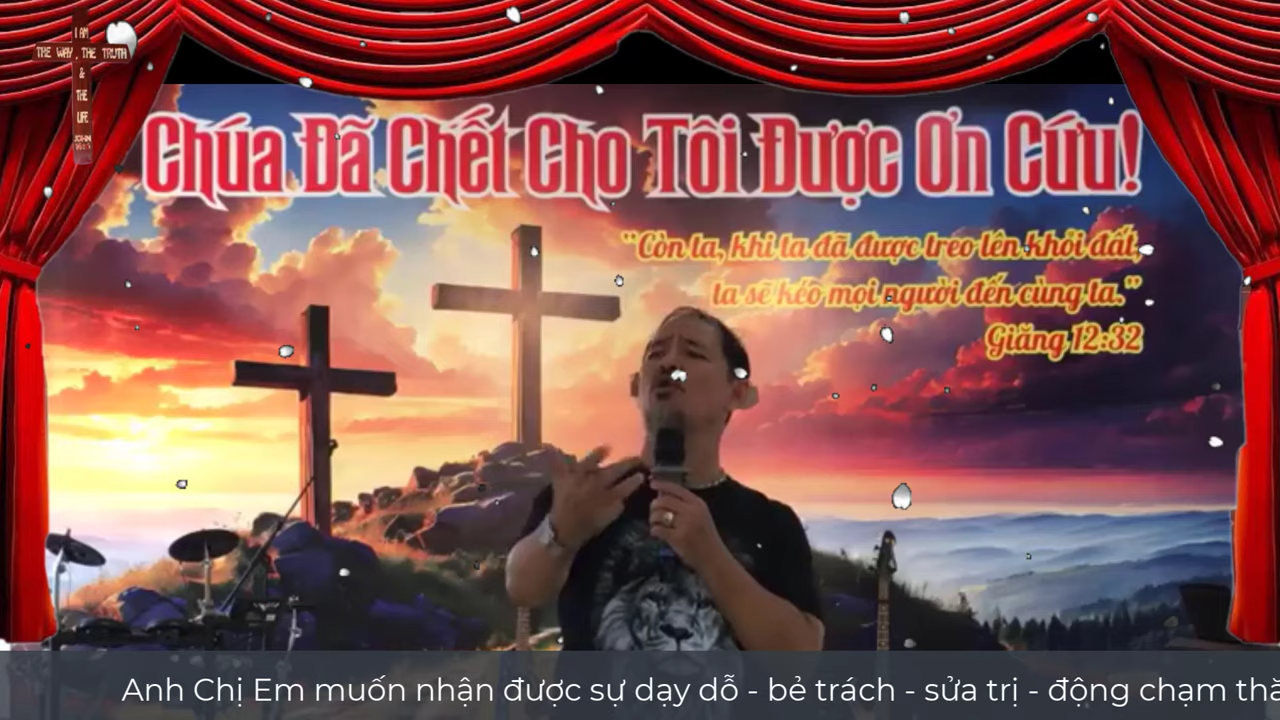 I AM
THE WAY, THE TRUTH
&
THE
LIFE
JOHN
Chúa Đã Chết Cho Tôi Được Ơn Cứu!
"Còn ta, khi ta đã được treo lên khỏi đất,
ta sẽ kéo mọi người đến cùng ta."
Giăng 12:32
Anh Chị Em muốn nhận được sự dạy dỗ - bẻ trách - sửa trị - động chạm